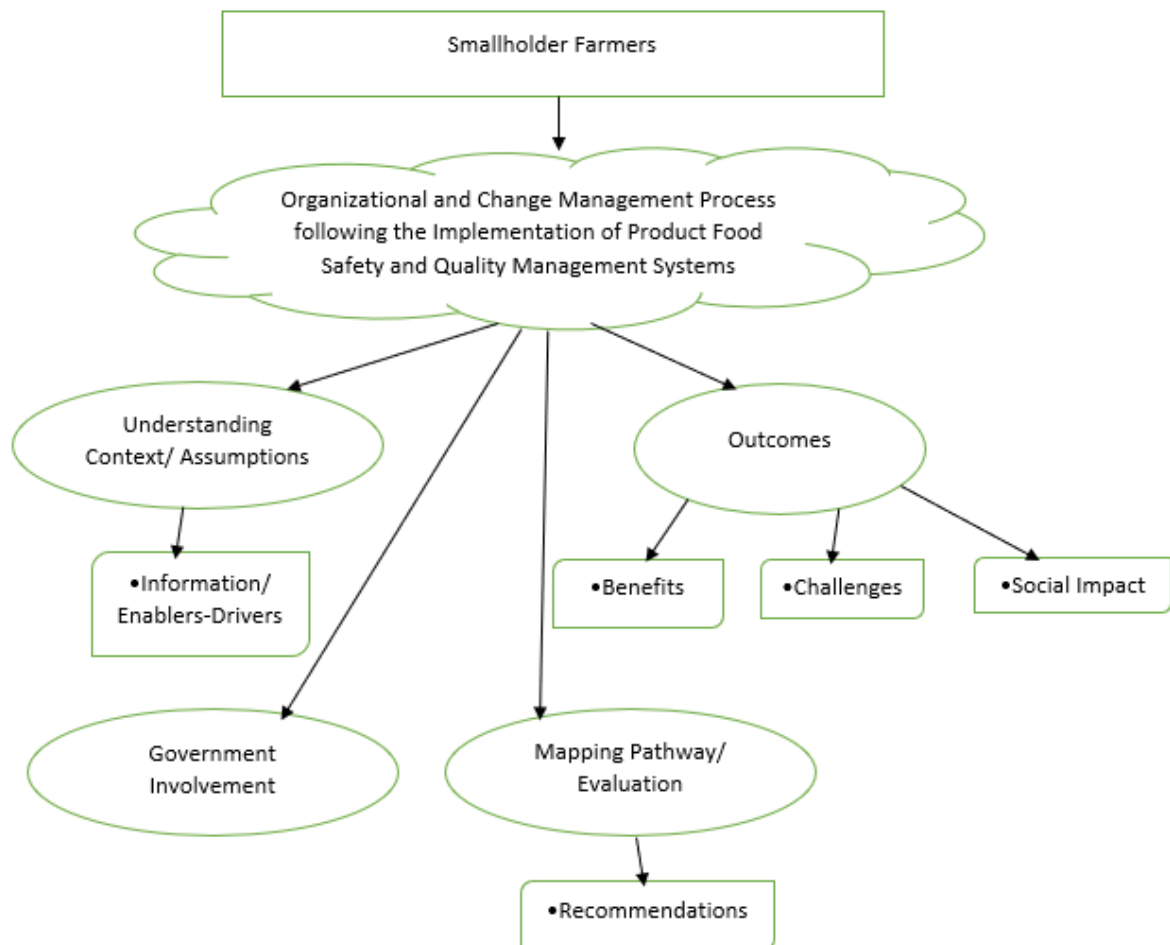 Smallholder Farmers
Organizational and Change Management Process
following the Implementation of Product Food
Safety and Quality Management Systems
Understanding
Context/ Assumptions
Outcomes
•Information/
Enablers-Drivers
•Benefits
•Challenges
•Social Impact
Government
Involvement
Mapping Pathway/
Evaluation
•Recommendations